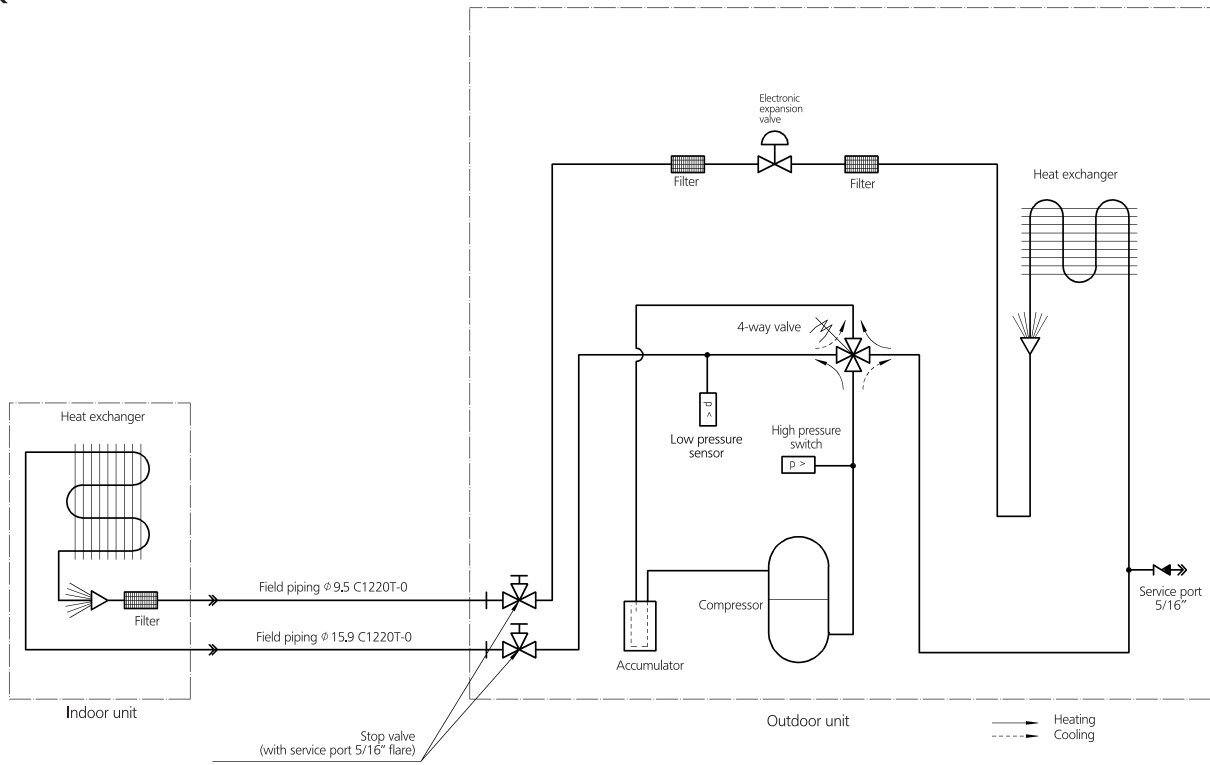 Electronic
expansion
valve
Filter
Filter
Heat exchanger
4-way valve
Low pressure
sensor
High pressure
switch
p <
p >
Heat exchanger
Field piping φ 9.5 C1220T-0
Filter
Field piping φ 15.9 C1220T-0
Compressor
Accumulator
Service port
5/16"
Indoor unit
Outdoor unit
Stop valve
(with service port 5/16" flare)
Heating
Cooling